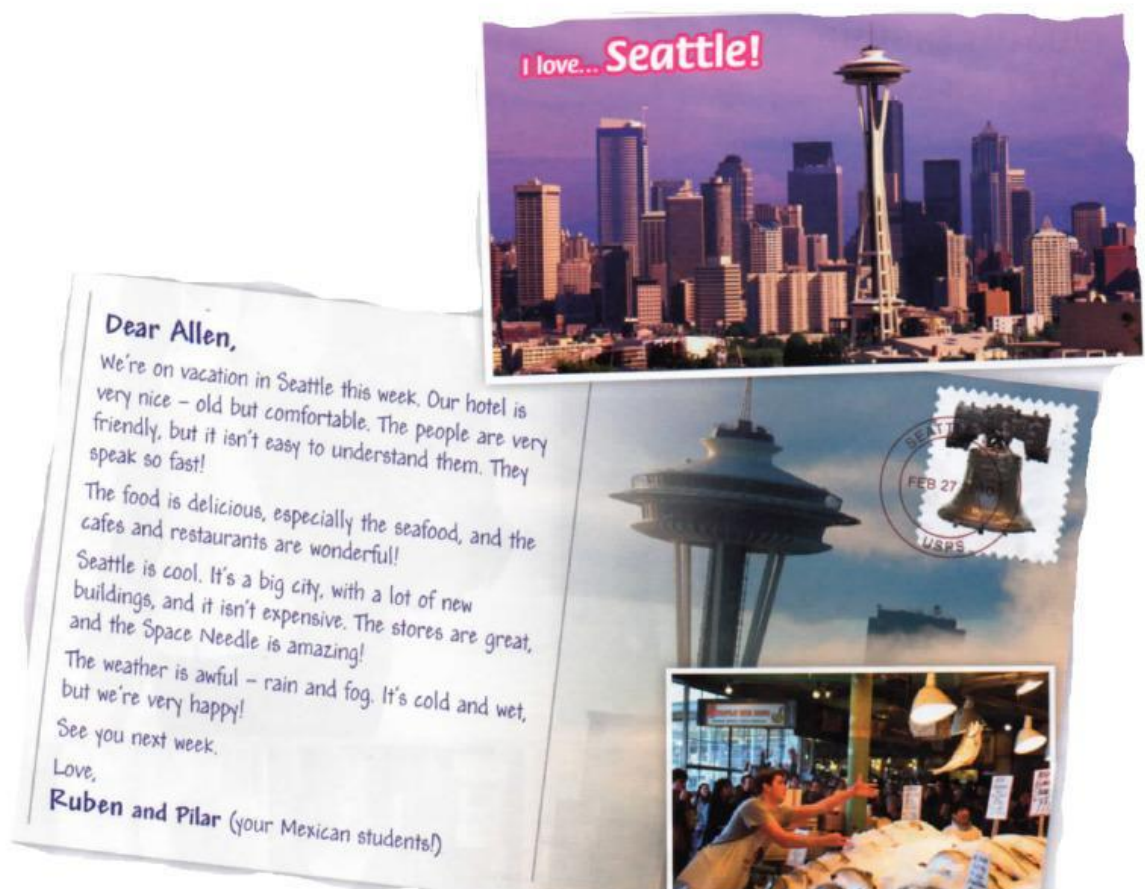 I love... Seattle!
Dear Allen,
We're on vacation in Seattle this week. Our hotel is
very nice – old but comfortable. The people are very
friendly, but it isn't easy to understand them. They
speak so fast!
The food is delicious, especially the seafood, and the
cafes and restaurants are wonderful!
Seattle is cool. It's a big city, with a lot of new
buildings, and it isn't expensive. The stores are great,
and the Space Needle is amazing!
The weather is awful – rain and fog. It's cold and wet,
but we're very happy!
See you next week.
Love,
Ruben and Pilar (your Mexican students!)
FEB 27
USPS